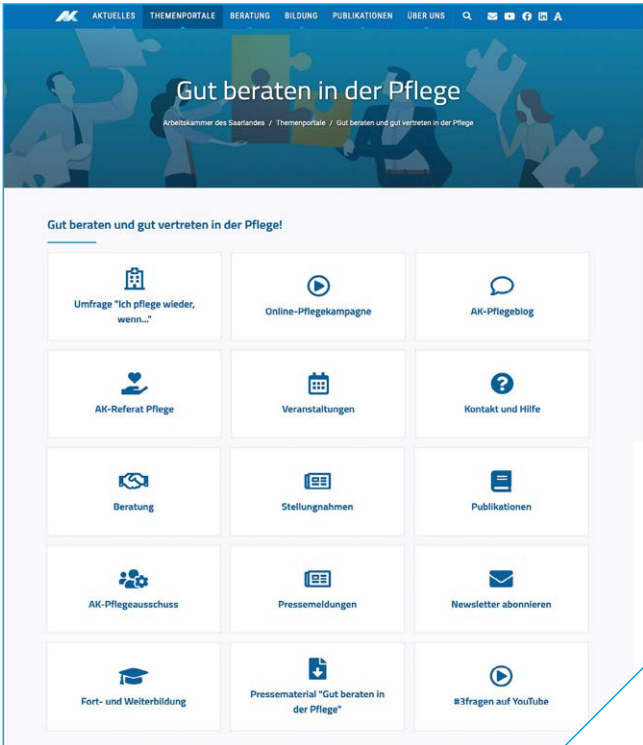 AK AKTUELLES THEMENPORTALE BERATUNG BILDUNG PUBLIKATIONEN ÜBER UNS
Gut beraten in der Pflege
Arbeitskammer des Saarlandes / Themenportale / Gut beraten und gut vertreten in der Pflege
Gut beraten und gut vertreten in der Pflege!
Umfrage "Ich pflege wieder,
wenn..."
Online-Pflegekampagne
AK-Pflegeblog
AK-Referat Pflege
Veranstaltungen
Kontakt und Hilfe
Beratung
Stellungnahmen
Publikationen
AK-Pflegeausschuss
Pressemeldungen
Newsletter abonnieren
Fort- und Weiterbildung
Pressematerial "Gut beraten in
der Pflege"
#3fragen auf YouTube